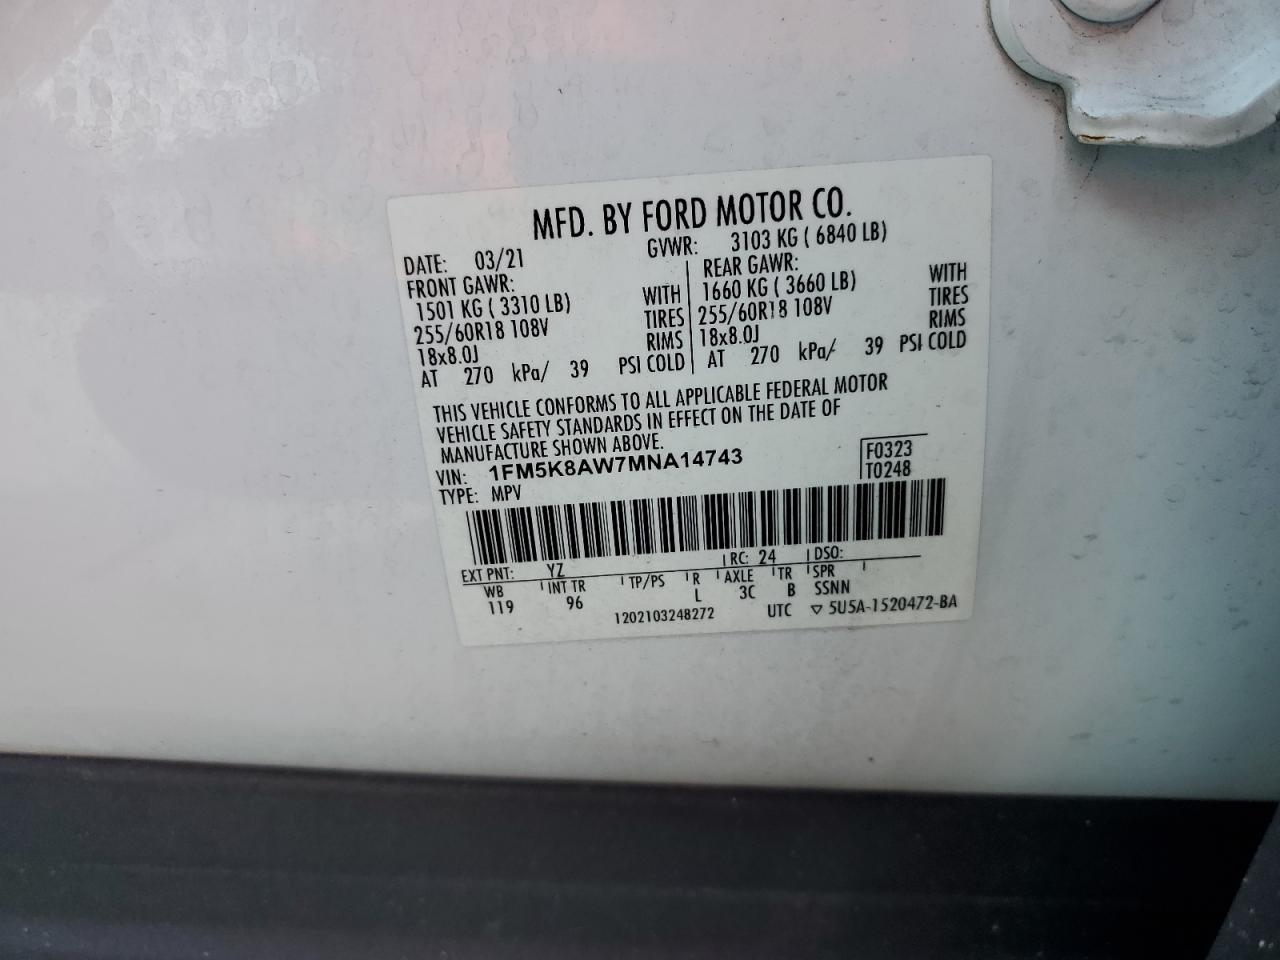 MFD. BY FORD MOTOR CO.
DATE: 03/21 GVWR: 3103 KG ( 6840 LB)
FRONT GAWR: REAR GAWR:
1501 KG ( 3310 LB) WITH 1660 KG ( 3660 LB) WITH
255/60R18 108V TIRES 255/60R18 108V TIRES
18x8.0J RIMS 18x8.0J RIMS
AT 270 kPa/ 39 PSI COLD AT 270 kPa/ 39 PSI COLD
THIS VEHICLE CONFORMS TO ALL APPLICABLE FEDERAL MOTOR
VEHICLE SAFETY STANDARDS IN EFFECT ON THE DATE OF
MANUFACTURE SHOWN ABOVE.
VIN: 1FM5K8AW7MNA14743 F0323
TYPE: MPV T0248
EXT PNT: YZ RC: 24 DSO:
WB INT TR TP/PS R AXLE TR SPR
119 96 L 3C B SSNN
1202103248272 UTC ▽ 5U5A-1520472-BA